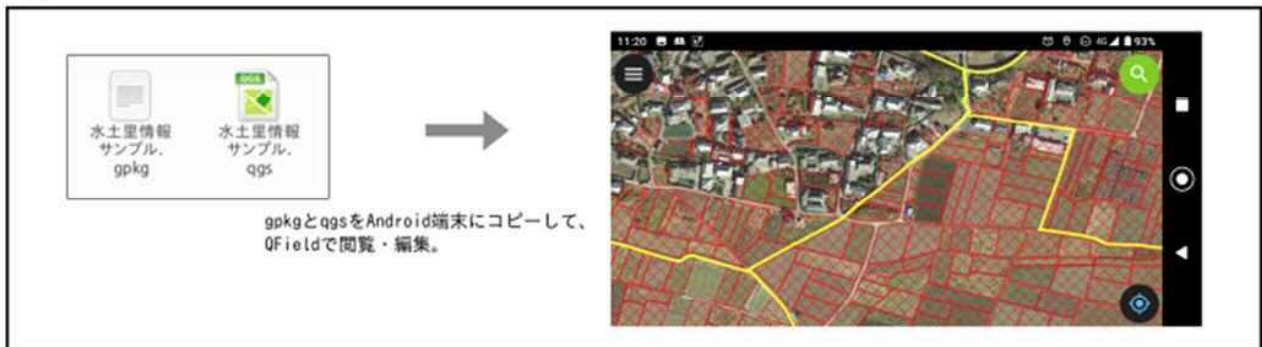 水土里情報
サンプル.
gpkg
QGS
水土里情報
サンプル.
qgs
gpkgとqgsをAndroid端末にコピーして、
QFieldで閲覧・編集。
11:20
4G
93%